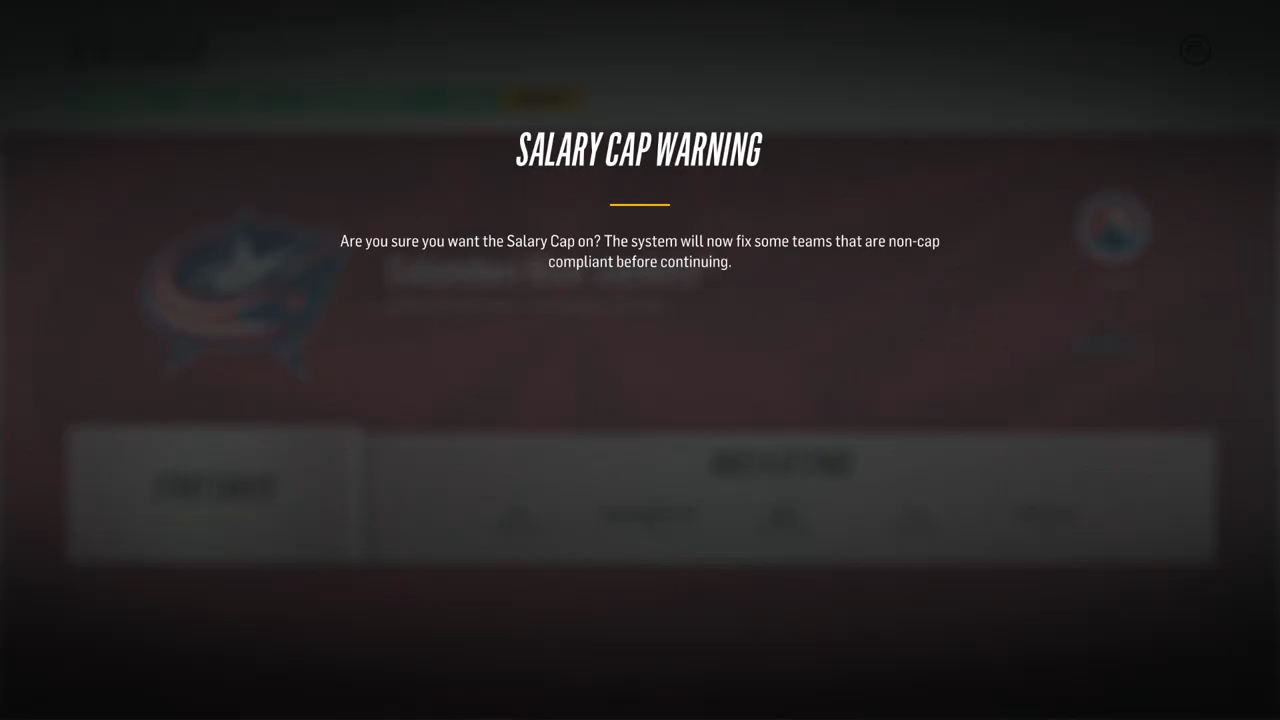 SALARY CAP WARNING
Are you sure you want the Salary Cap on? The system will now fix some teams that are non-cap
compliant before continuing.